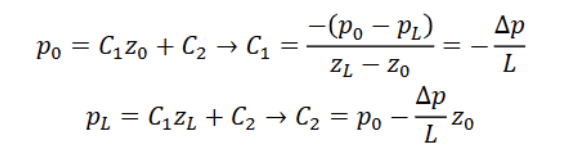 p₀ = C₁z₀ + C₂ → C₁ = −(p₀ − p_L) / (z_L − z₀) = − Δp / L
p_L = C₁z_L + C₂ → C₂ = p₀ − Δp / L z₀